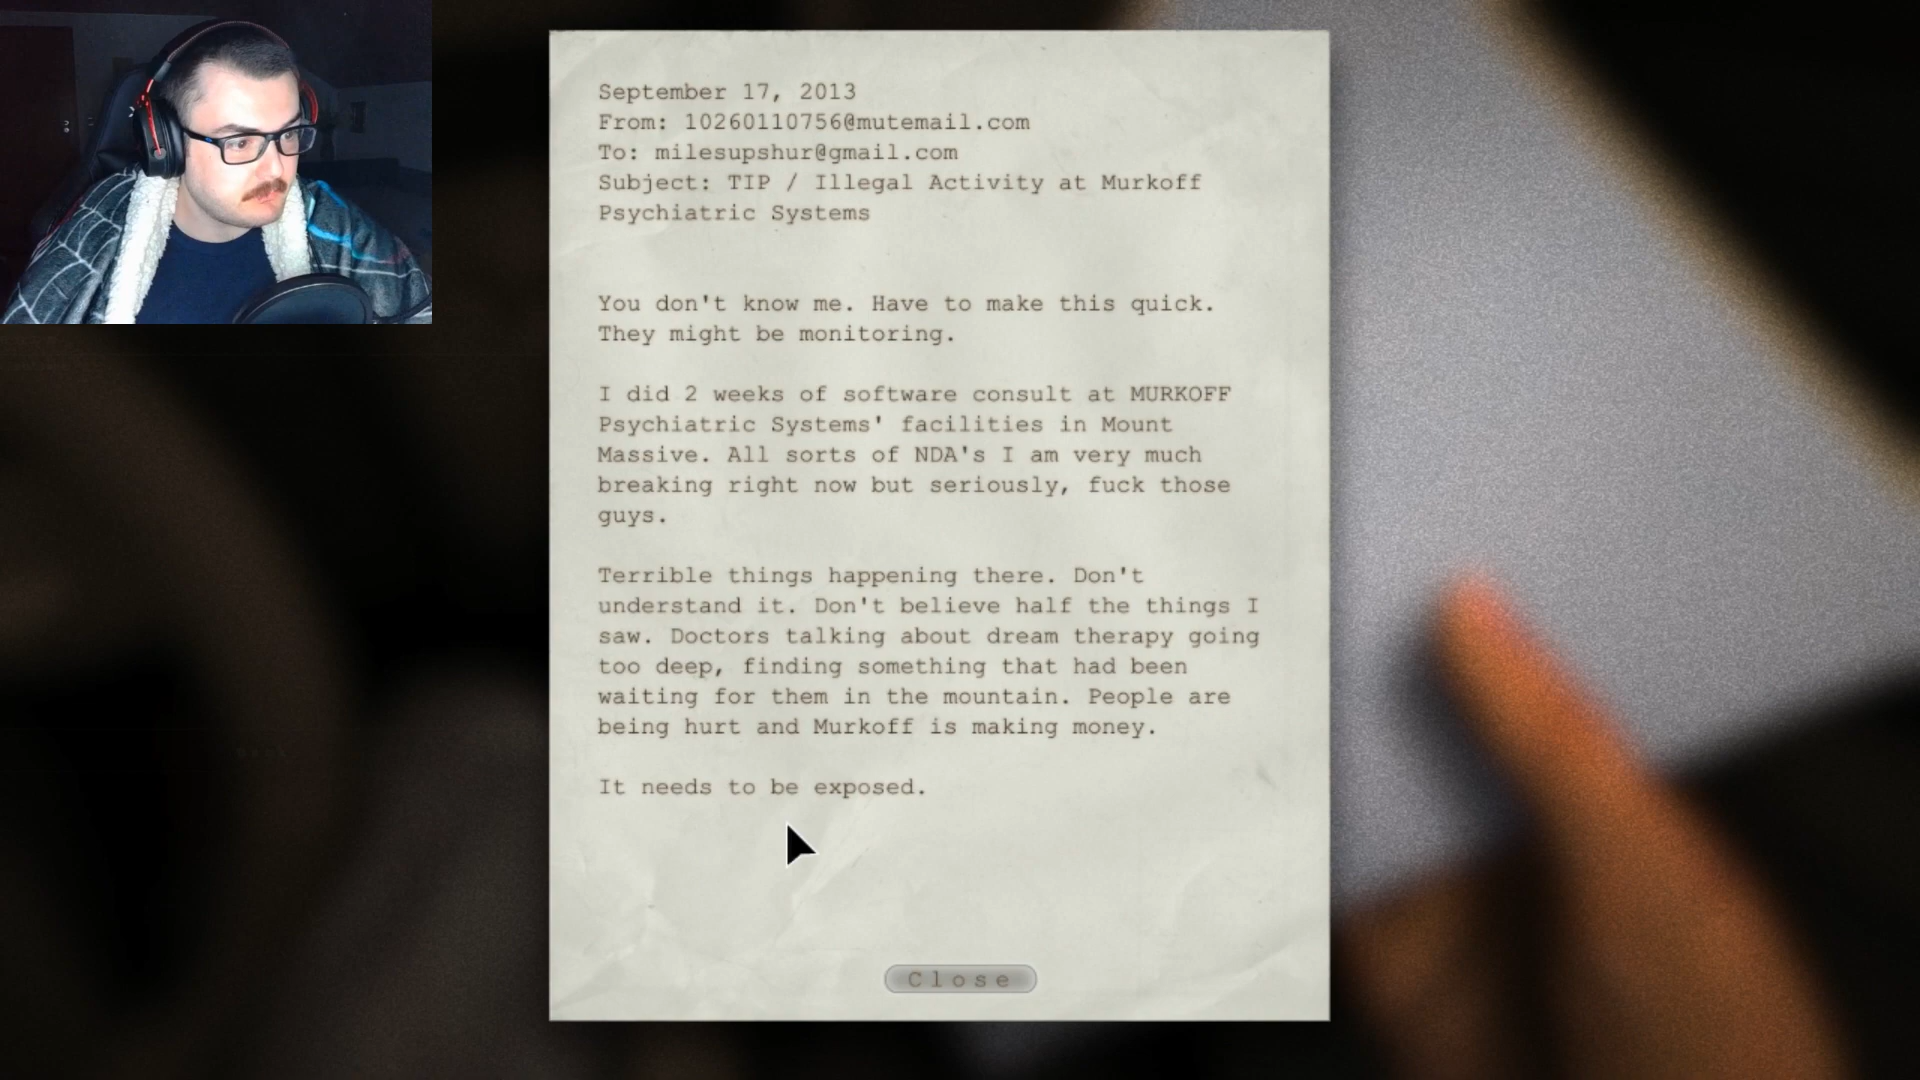 September 17, 2013
From: 10260110756@mutemail.com
To: milesupshur@gmail.com
Subject: TIP / Illegal Activity at Murkoff
Psychiatric Systems
You don't know me. Have to make this quick.
They might be monitoring.
I did 2 weeks of software consult at MURKOFF
Psychiatric Systems' facilities in Mount
Massive. All sorts of NDA's I am very much
breaking right now but seriously, fuck those
guys.
Terrible things happening there. Don't
understand it. Don't believe half the things I
saw. Doctors talking about dream therapy going
too deep, finding something that had been
waiting for them in the mountain. People are
being hurt and Murkoff is making money.
It needs to be exposed.
Close